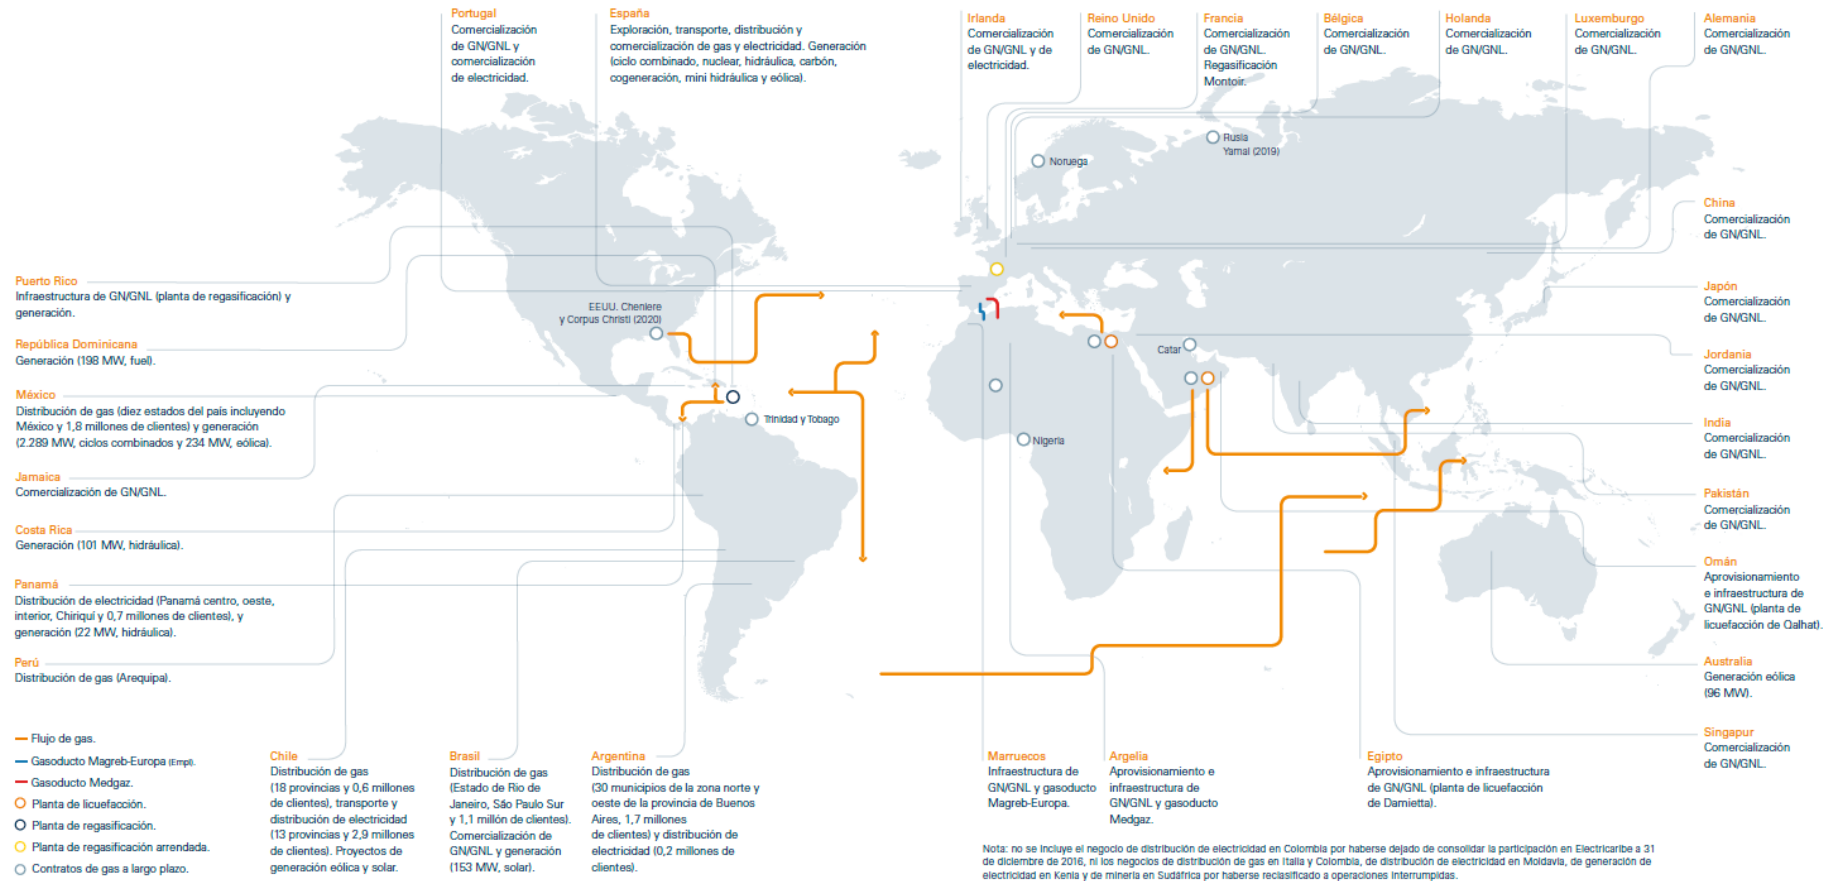 Portugal
Comercialización
de GN/GNL y
comercialización
de electricidad.
España
Exploración, transporte, distribución y
comercialización de gas y electricidad. Generación
(ciclo combinado, nuclear, hidráulica, carbón,
cogeneración, mini hidráulica y eólica).
Irlanda
Comercialización
de GN/GNL y de
electricidad.
Reino Unido
Comercialización
de GN/GNL.
Francia
Comercialización
de GN/GNL.
Regasificación
Montoir.
Bélgica
Comercialización
de GN/GNL.
Holanda
Comercialización
de GN/GNL.
Luxemburgo
Comercialización
de GN/GNL.
Alemania
Comercialización
de GN/GNL.
Rusia
Yamal (2019)
Noruega
China
Comercialización
de GN/GNL.
Puerto Rico
Infraestructura de GN/GNL (planta de regasificación) y
generación.
EEUU. Cheniere
y Corpus Christi (2020)
Japón
Comercialización
de GN/GNL.
República Dominicana
Generación (198 MW, fuel).
Catar
Jordania
Comercialización
de GN/GNL.
México
Distribución de gas (diez estados del país incluyendo
México y 1,8 millones de clientes) y generación
(2.289 MW, ciclos combinados y 234 MW, eólica).
Trinidad y Tobago
Nigeria
India
Comercialización
de GN/GNL.
Jamaica
Comercialización de GN/GNL.
Pakistán
Comercialización
de GN/GNL.
Costa Rica
Generación (101 MW, hidráulica).
Omán
Aprovisionamiento
e infraestructura de
GN/GNL (planta de
licuefacción de Qalhat).
Panamá
Distribución de electricidad (Panamá centro, oeste,
interior, Chiriquí y 0,7 millones de clientes), y
generación (22 MW, hidráulica).
Perú
Distribución de gas (Arequipa).
Australia
Generación eólica
(96 MW).
Singapur
Comercialización
de GN/GNL.
Flujo de gas.
Gasoducto Magreb-Europa (Empl).
Gasoducto Medgaz.
Planta de licuefacción.
Planta de regasificación.
Planta de regasificación arrendada.
Contratos de gas a largo plazo.
Chile
Distribución de gas
(18 provincias y 0,6 millones
de clientes), transporte y
distribución de electricidad
(13 provincias y 2,9 millones
de clientes). Proyectos de
generación eólica y solar.
Brasil
Distribución de gas
(Estado de Rio de
Janeiro, São Paulo Sur
y 1,1 millón de clientes).
Comercialización de
GN/GNL y generación
(153 MW, solar).
Argentina
Distribución de gas
(30 municipios de la zona norte y
oeste de la provincia de Buenos
Aires, 1,7 millones
de clientes) y distribución de
electricidad (0,2 millones de
clientes).
Marruecos
Infraestructura de
GN/GNL y gasoducto
Magreb-Europa.
Argelia
Aprovisionamiento e
infraestructura de
GN/GNL y gasoducto
Medgaz.
Egipto
Aprovisionamiento e infraestructura
de GN/GNL (planta de licuefacción
de Damietta).
Nota: no se incluye el negocio de distribución de electricidad en Colombia por haberse dejado de consolidar la participación en Electricaribe a 31
de diciembre de 2016, ni los negocios de distribución de gas en Italia y Colombia, de distribución de electricidad en Moldavia, de generación de
electricidad en Kenia y de minería en Sudáfrica por haberse reclasificado a operaciones interrumpidas.